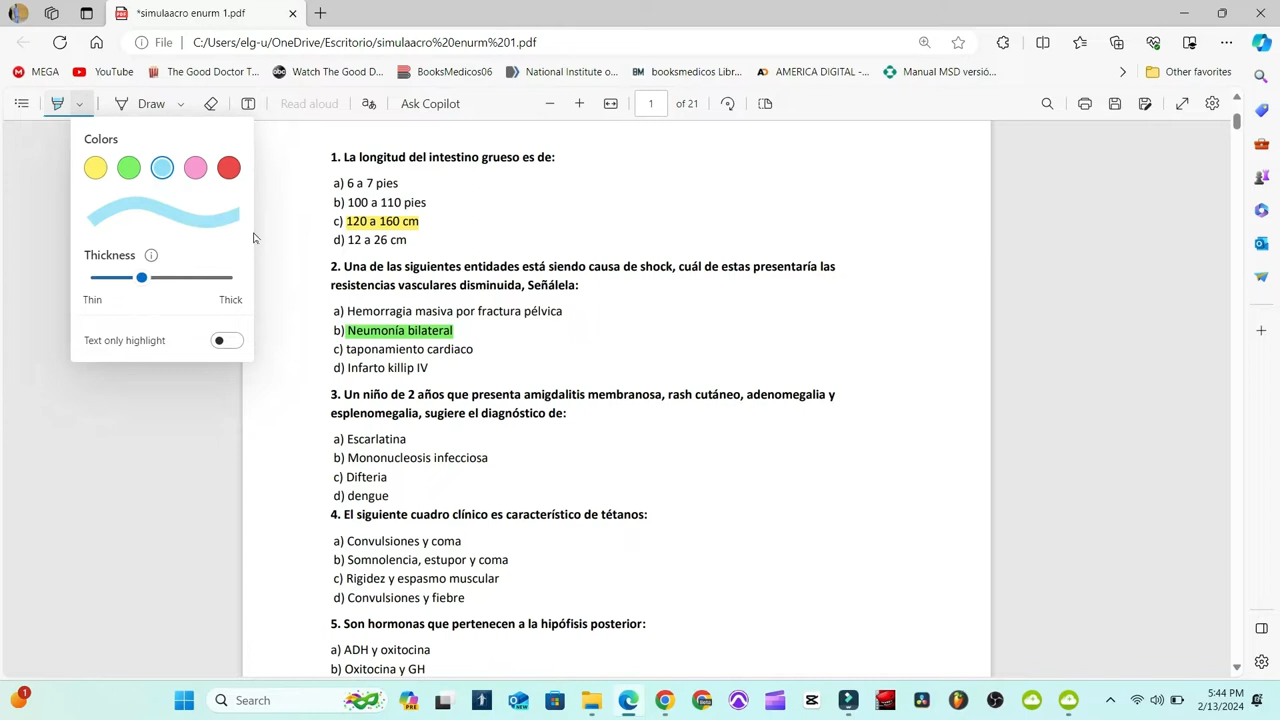 *simulaacro enurm 1.pdf
File
C:/Users/elg-u/OneDrive/Escritorio/simulaacro%20enurm%201.pdf
MEGA
YouTube
The Good Doctor T...
Watch The Good D...
BooksMedicos06
National Institute o...
booksmedicos Libr...
AMERICA DIGITAL -...
Manual MSD versió...
Other favorites
Draw
Read aloud
Ask Copilot
1
of 21
Colors
Thickness
Thin
Thick
Text only highlight
1. La longitud del intestino grueso es de:
a) 6 a 7 pies
b) 100 a 110 pies
c) 120 a 160 cm
d) 12 a 26 cm
2. Una de las siguientes entidades está siendo causa de shock, cuál de estas presentaría las
resistencias vasculares disminuida, Señálela:
a) Hemorragia masiva por fractura pélvica
b) Neumonía bilateral
c) taponamiento cardiaco
d) Infarto killip IV
3. Un niño de 2 años que presenta amigdalitis membranosa, rash cutáneo, adenomegalia y
esplenomegalia, sugiere el diagnóstico de:
a) Escarlatina
b) Mononucleosis infecciosa
c) Difteria
d) dengue
4. El siguiente cuadro clínico es característico de tétanos:
a) Convulsiones y coma
b) Somnolencia, estupor y coma
c) Rigidez y espasmo muscular
d) Convulsiones y fiebre
5. Son hormonas que pertenecen a la hipófisis posterior:
a) ADH y oxitocina
b) Oxitocina y GH
1
Search
PRE
NEW
Beta
5:44 PM
2/13/2024